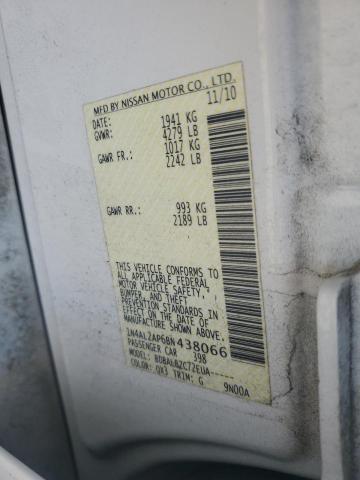 MFD BY NISSAN MOTOR CO., LTD.
DATE: 11/10
GVWR: 1941 KG
4279 LB
GAWR FR.: 1017 KG
2242 LB
GAWR RR.: 993 KG
2189 LB
THIS VEHICLE CONFORMS TO
ALL APPLICABLE FEDERAL
MOTOR VEHICLE SAFETY,
BUMPER, AND THEFT
PREVENTION STANDARDS IN
EFFECT ON THE DATE OF
MANUFACTURE SHOWN ABOVE.
1N4AL2AP6BN438066
PASSENGER CAR 398
MODEL: BDBALBZC72EUA-----
COLOR: QX3 TRIM: G 9N00A